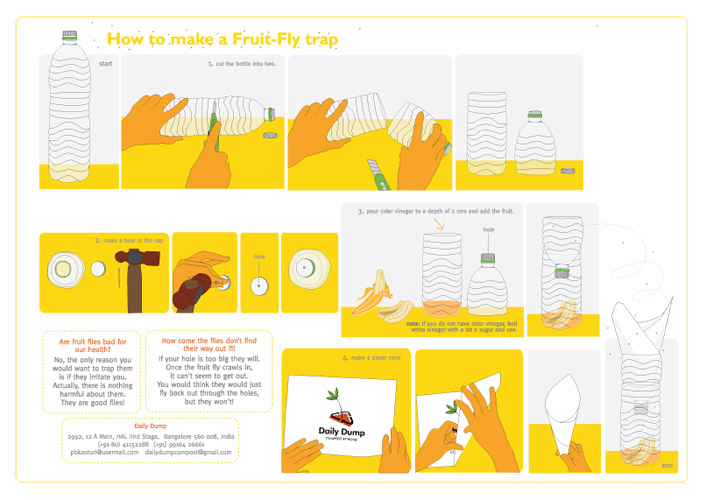 How to make a Fruit-Fly trap
start
1. cut the bottle into two.
2. make a hole in the cap
hole
3. pour cider vinegar to a depth of 2 cms and add the fruit.
hole
note: if you do not have cider vinegar, boil
white vinegar with a bit a sugar and use.
Are fruit flies bad for
our health?
No, the only reason you
would want to trap them
is if they irritate you.
Actually, there is nothing
harmful about them.
They are good flies!
How come the flies don't find
their way out ?!!
if your hole is too big they will.
Once the fruit fly crawls in,
it can't seem to get out.
You would think they would just
fly back out through the holes,
but they won't!
4. make a paper cone
Daily Dump
COMPOST AT HOME
end
Daily Dump
2992, 12 A Main, HAL IInd Stage, Bangalore 560 008, India
(+91-80) 41152288 (+91) 99164 26661
pbkasturi@usermail.com dailydumpcompost@gmail.com